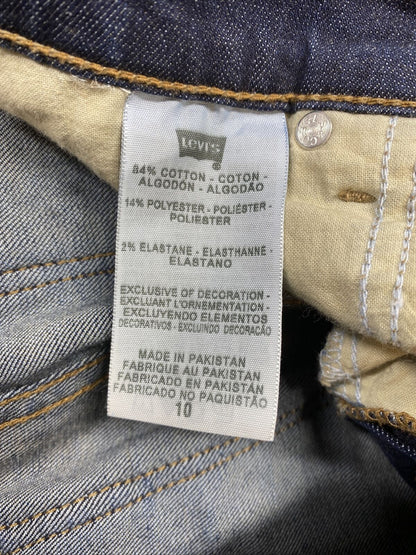 Levi's
®
84% COTTON - COTON -
ALGODÓN - ALGODÃO
14% POLYESTER - POLIÉSTER -
POLIESTER
2% ELASTANE - ELASTHANNE -
ELASTANO
EXCLUSIVE OF DECORATION -
EXCLUANT L'ORNEMENTATION -
EXCLUYENDO ELEMENTOS
DECORATIVOS - EXCLUINDO DECORAÇÃO
MADE IN PAKISTAN
FABRIQUE AU PAKISTAN
FABRICADO EN PAKISTAN
FABRICADO NO PAQUISTÃO
10